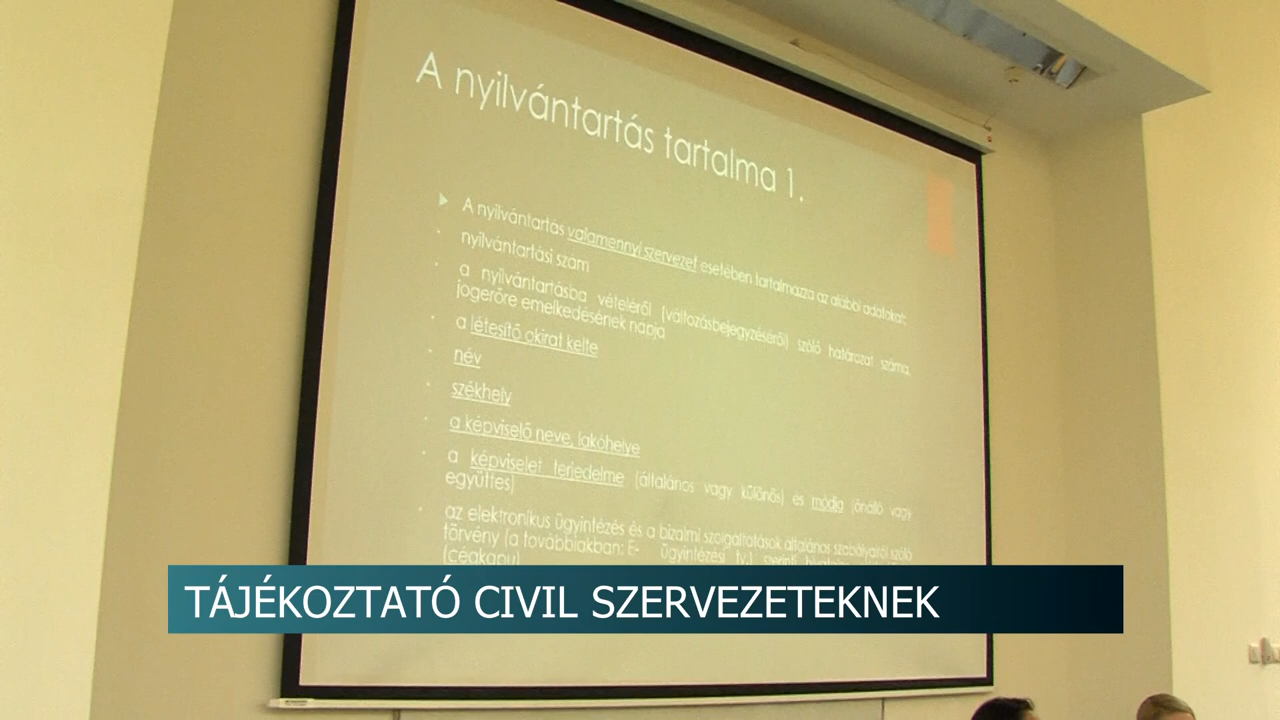 A nyilvántartás tartalma 1.
A nyilvántartás valamennyi szervezet esetében tartalmazza az alábbi adatokat:
nyilvántartási szám
a nyilvántartásba vételéről (változásbejegyzéséről) szóló határozat száma,
jogerőre emelkedésének napja
a létesítő okirat kelte
név
székhely
a képviselő neve, lakóhelye
a képviselet terjedelme (általános vagy különös) és módja (önálló vagy
együttes)
az elektronikus ügyintézés és a bizalmi szolgáltatások általános szabályairól szóló
törvény (a továbbiakban: E- ügyintézési tv.) szerinti
(cégkapu)
TÁJÉKOZTATÓ CIVIL SZERVEZETEKNEK